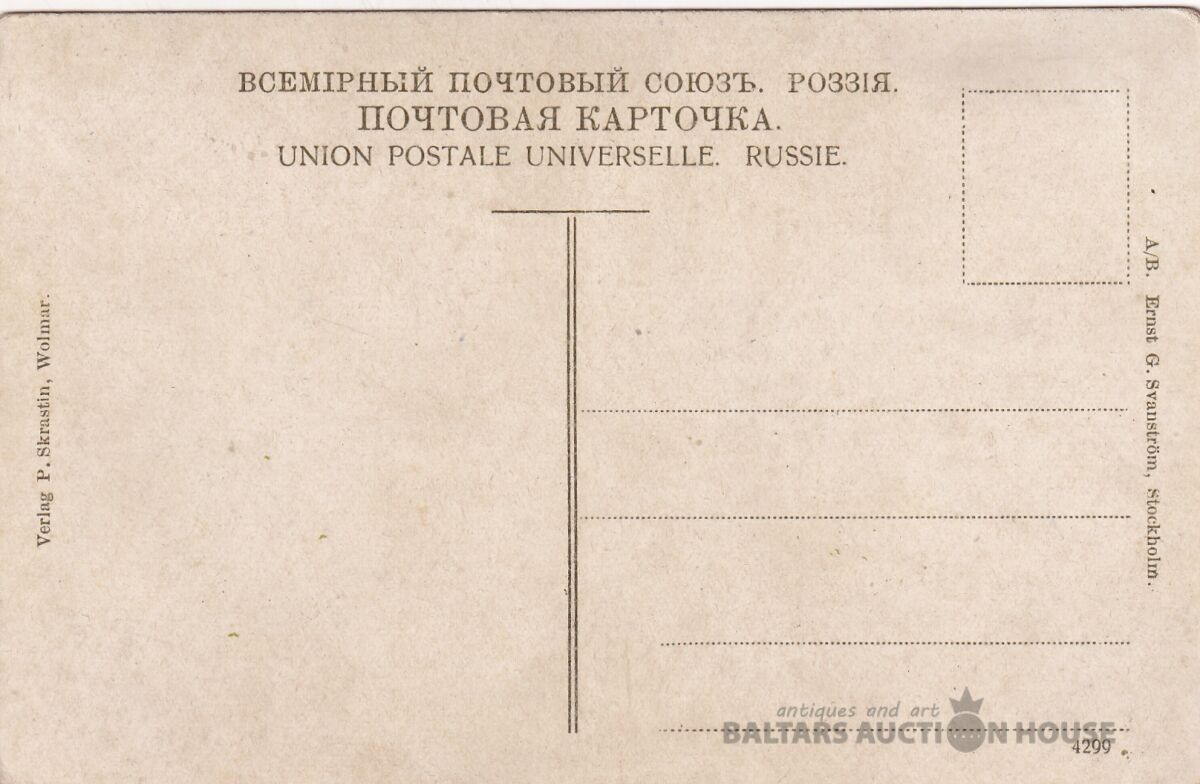 ВСЕМІРНЫЙ ПОЧТОВЫЙ СОЮЗЪ. РОЗЗІЯ.
ПОЧТОВАЯ КАРТОЧКА.
UNION POSTALE UNIVERSELLE. RUSSIE.
Verlag P. Skrastin, Wolmar.
A/B. Ernst G. Svanström, Stockholm.
antiques and art
BALTARS AUCTION HOUSE
4299